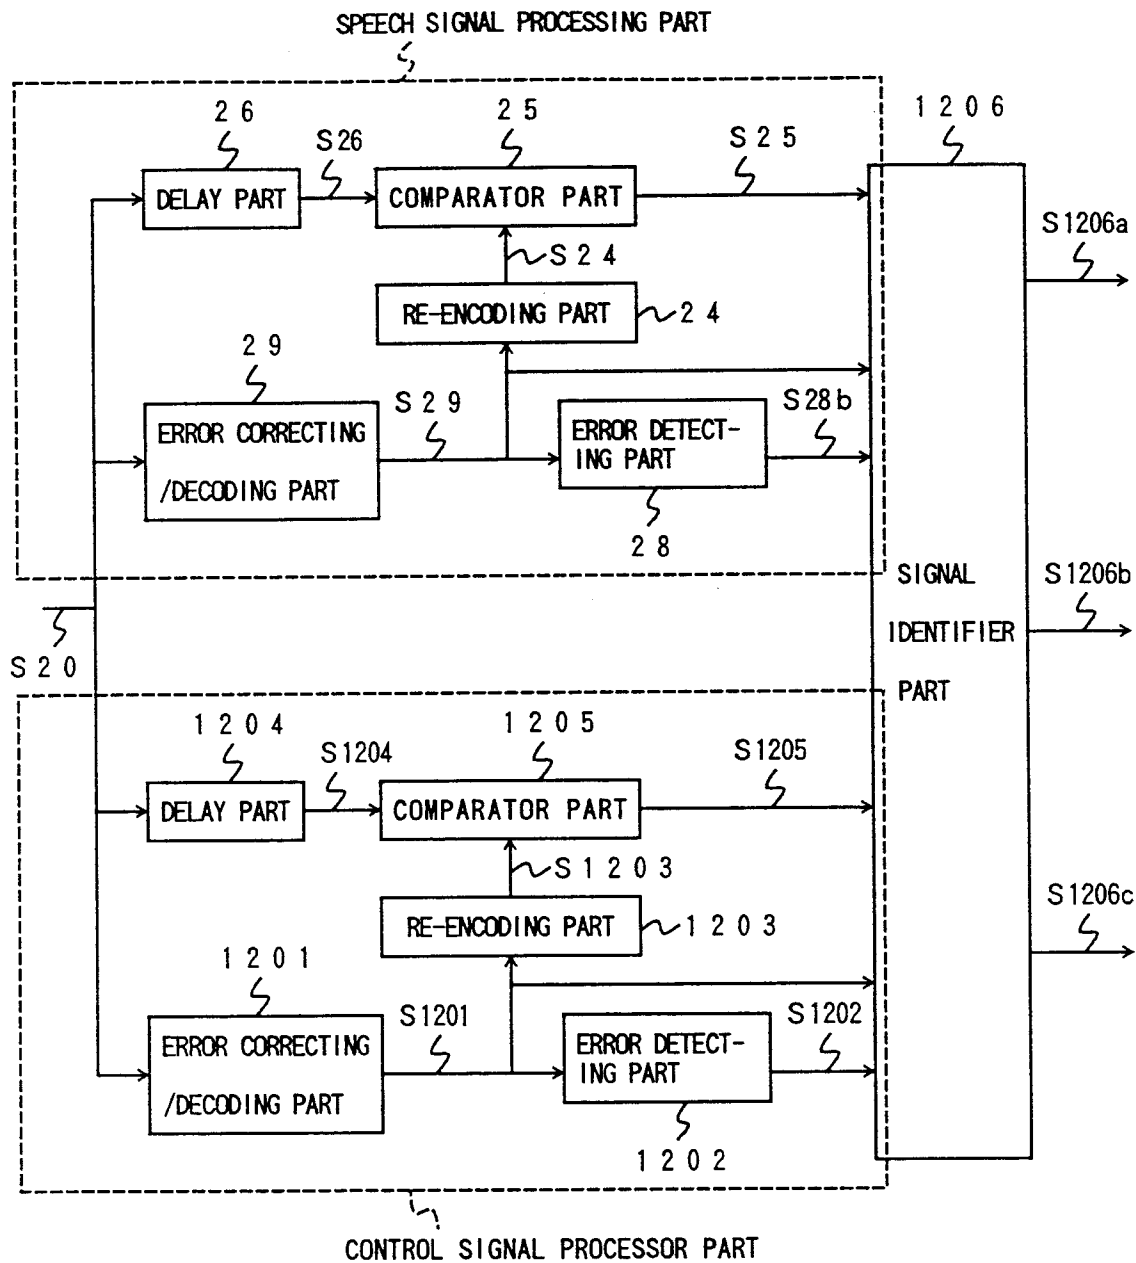 SPEECH SIGNAL PROCESSING PART
26
S26
25
S25
1206
DELAY PART
COMPARATOR PART
S1206a
S24
RE-ENCODING PART
24
29
S29
S28b
ERROR CORRECTING
/DECODING PART
ERROR DETECT-
ING PART
28
SIGNAL
IDENTIFIER
PART
S1206b
S20
1204
S1204
1205
S1205
DELAY PART
COMPARATOR PART
S1203
S1206c
RE-ENCODING PART
1203
1201
S1201
S1202
ERROR CORRECTING
/DECODING PART
ERROR DETECT-
ING PART
1202
CONTROL SIGNAL PROCESSOR PART